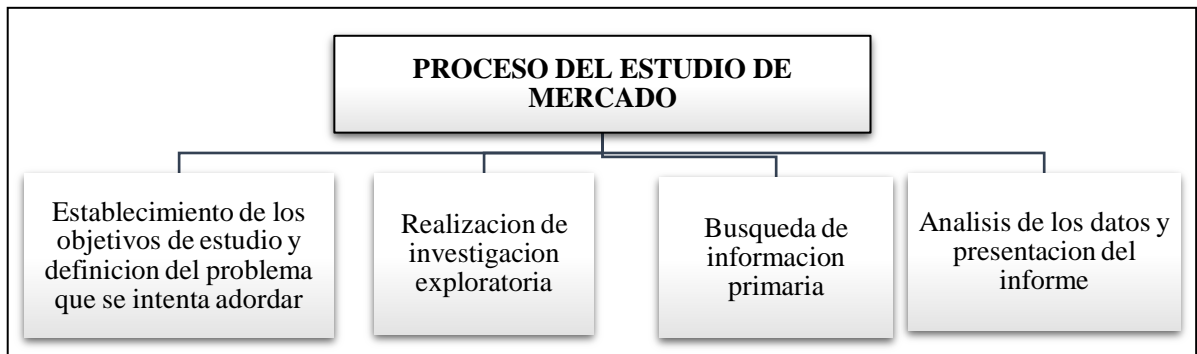 PROCESO DEL ESTUDIO DE
MERCADO
Establecimiento de los
objetivos de estudio y
definicion del problema
que se intenta adordar
Realizacion de
investigacion
exploratoria
Busqueda de
informacion
primaria
Analisis de los datos y
presentacion del
informe